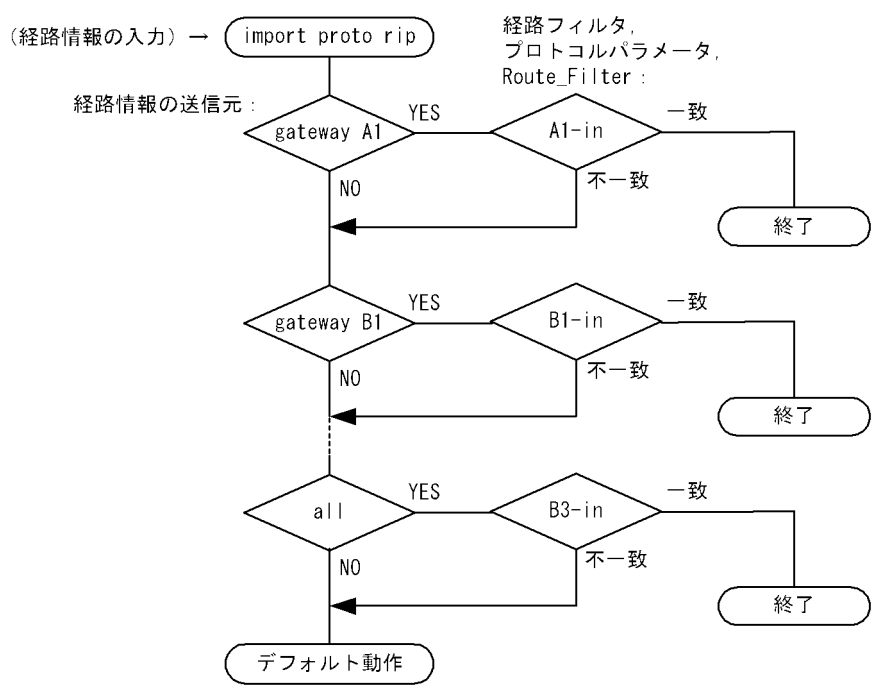 （経路情報の入力）→
import proto rip
経路フィルタ,
プロトコルパラメータ,
Route_Filter：
経路情報の送信元：
gateway A1
YES
A1-in
一致
NO
不一致
終了
gateway B1
YES
B1-in
一致
NO
不一致
終了
all
YES
B3-in
一致
NO
不一致
終了
デフォルト動作